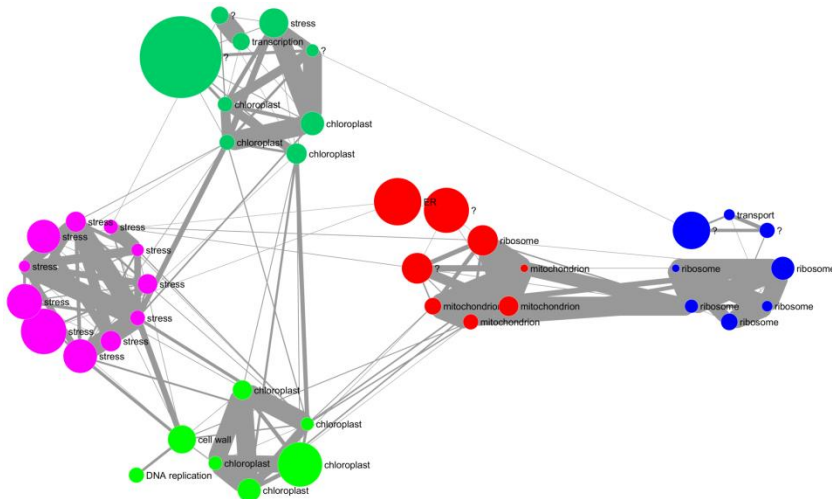 ?
stress
transcription
?
?
chloroplast
chloroplast
chloroplast
chloroplast
ER
?
transport
?
?
stress
stress
stress
stress
stress
stress
stress
stress
stress
stress
stress
ribosome
?
mitochondrion
mitochondrion
mitochondrion
mitochondrion
ribosome
ribosome
ribosome
ribosome
ribosome
chloroplast
chloroplast
cell wall
chloroplast
chloroplast
DNA replication
chloroplast